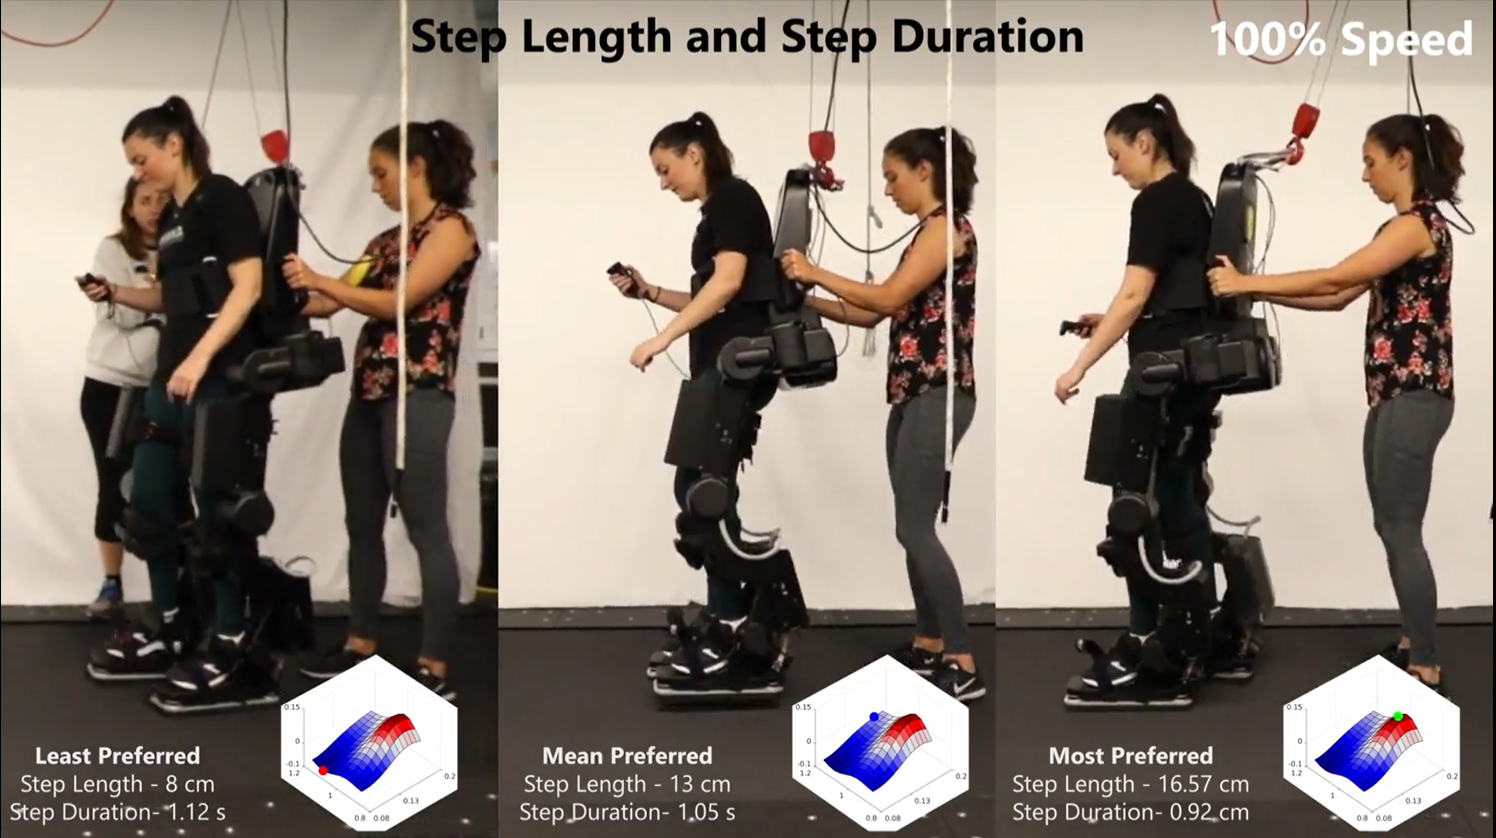 Step Length and Step Duration
100% Speed
Least Preferred
Step Length - 8 cm
Step Duration- 1.12 s
0.15
0
-0.1
1.2
1
0.8
0.08
0.13
0.2
Mean Preferred
Step Length - 13 cm
Step Duration- 1.05 s
0.15
0
-0.1
1.2
1
0.8
0.08
0.13
0.2
Most Preferred
Step Length - 16.57 cm
Step Duration- 0.92 cm
0.15
0
-0.1
1.2
1
0.8
0.08
0.13
0.2